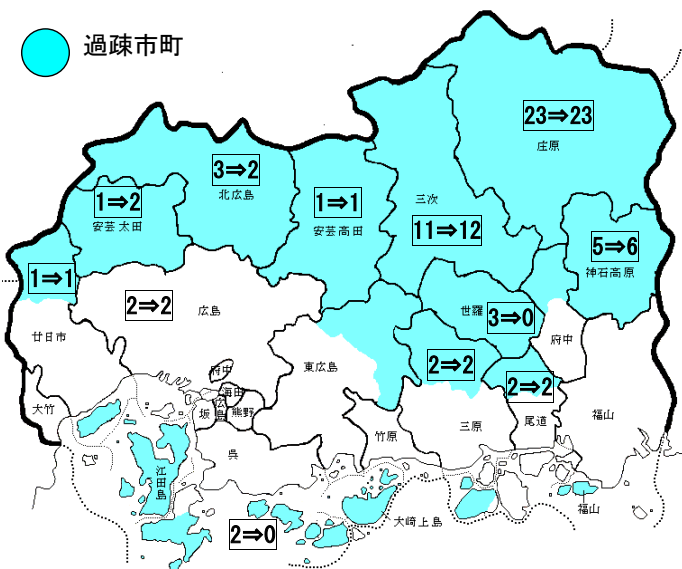 過疎市町
23⇒23
庄原
3⇒2
北広島
1⇒2
安芸太田
1⇒1
安芸高田
三次
11⇒12
5⇒6
神石高原
1⇒1
2⇒2
広島
世羅
3⇒0
府中
廿日市
東広島
2⇒2
2⇒2
府中
海田
広島
坂
熊野
大竹
竹原
三原
尾道
福山
呉
江田島
大崎上島
福山
2⇒0